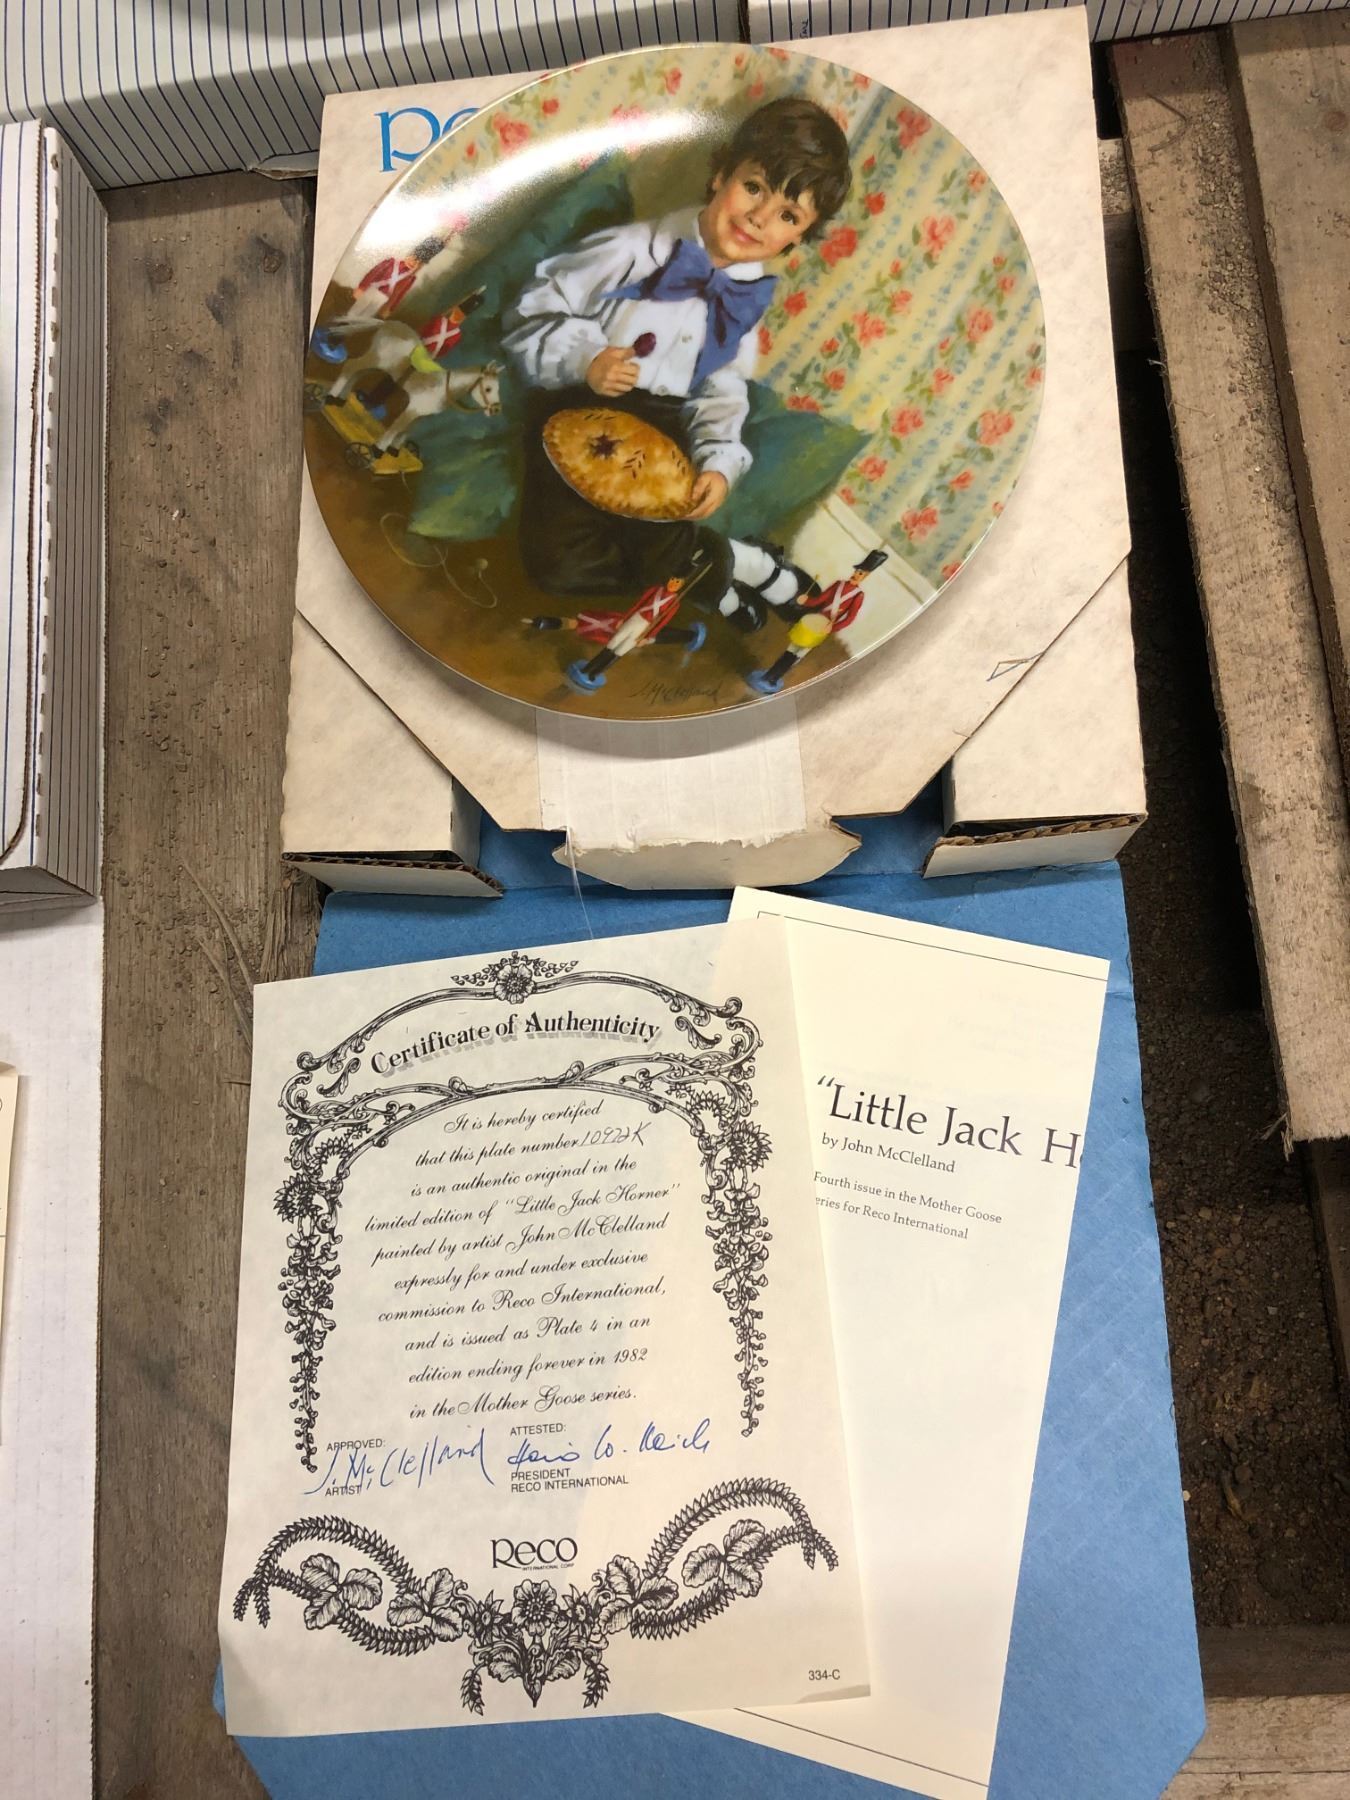 J. McClelland
Certificate of Authenticity
It is hereby certified
that this plate number 10922K
is an authentic original in the
limited edition of "Little Jack Horner"
painted by artist John McClelland
expressly for and under exclusive
commission to Reco International,
and is issued as Plate 4 in an
edition ending forever in 1982
in the Mother Goose series.
APPROVED:
J. McClelland
ARTIST
ATTESTED:
PRESIDENT
RECO INTERNATIONAL
Reco
INTERNATIONAL CORP.
334-C
"Little Jack H
by John McClelland
Fourth issue in the Mother Goose
eries for Reco International